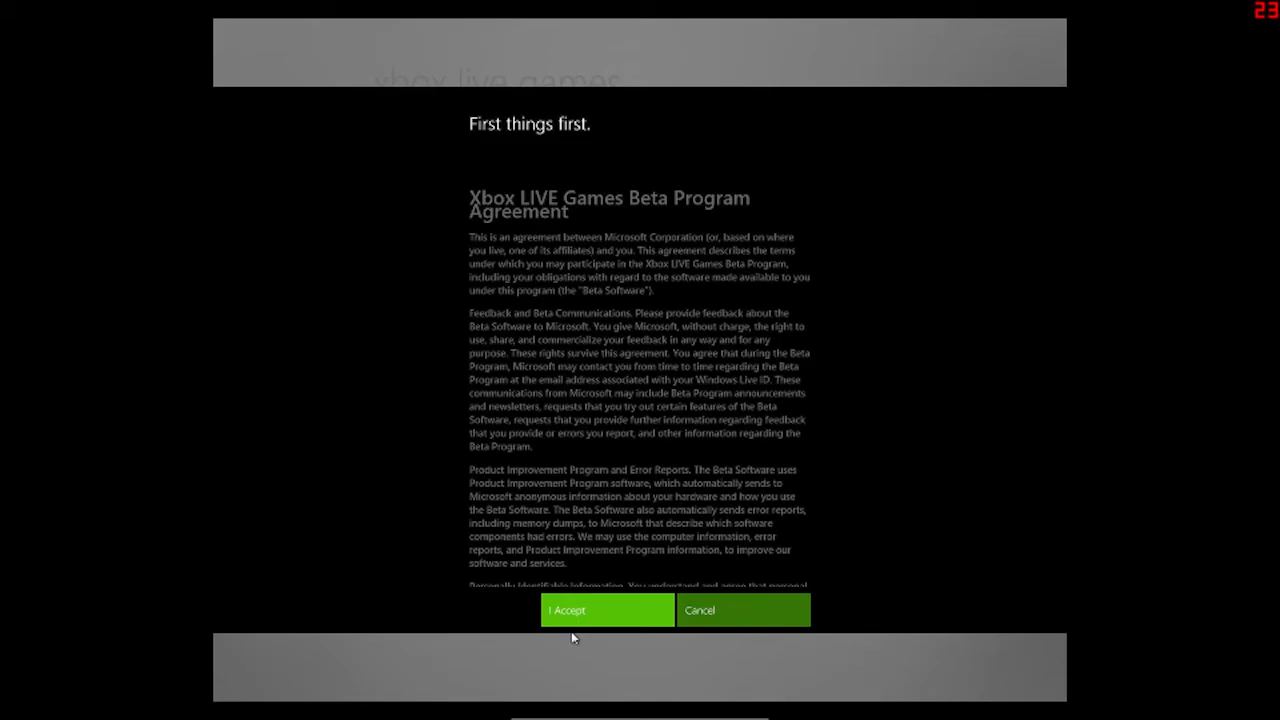 23
xbox live games
First things first.
Xbox LIVE Games Beta Program
Agreement
This is an agreement between Microsoft Corporation (or, based on where
you live, one of its affiliates) and you. This agreement describes the terms
under which you may participate in the Xbox LIVE Games Beta Program,
including your obligations with regard to the software made available to you
under this program (the "Beta Software").
Feedback and Beta Communications. Please provide feedback about the
Beta Software to Microsoft. You give Microsoft, without charge, the right to
use, share, and commercialize your feedback in any way and for any
purpose. These rights survive this agreement. You agree that during the Beta
Program, Microsoft may contact you from time to time regarding the Beta
Program at the email address associated with your Windows Live ID. These
communications from Microsoft may include Beta Program announcements
and newsletters, requests that you try out certain features of the Beta
Software, requests that you provide further information regarding feedback
that you provide or errors you report, and other information regarding the
Beta Program.
Product Improvement Program and Error Reports. The Beta Software uses
Product Improvement Program software, which automatically sends to
Microsoft anonymous information about your hardware and how you use
the Beta Software. The Beta Software also automatically sends error reports,
including memory dumps, to Microsoft that describe which software
components had errors. We may use the computer information, error
reports, and Product Improvement Program information, to improve our
software and services.
Personally Identifiable Information. You understand and agree that personal
I Accept
Cancel